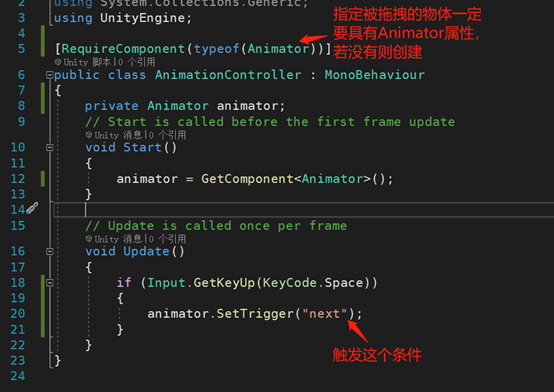 2 using System.Collections.Generic;
3 using UnityEngine;
4
5 [RequireComponent(typeof(Animator))]
指定被拖拽的物体一定
要具有Animator属性，
若没有则创建
Unity 脚本|0 个引用
6 public class AnimationController : MonoBehaviour
7 {
8 private Animator animator;
9 // Start is called before the first frame update
Unity 消息|0 个引用
10 void Start()
11 {
12 animator = GetComponent<Animator>();
13 }
14
15 // Update is called once per frame
Unity 消息|0 个引用
16 void Update()
17 {
18 if (Input.GetKeyUp(KeyCode.Space))
19 {
20 animator.SetTrigger("next");
21 }
22 }
触发这个条件
23 }
24